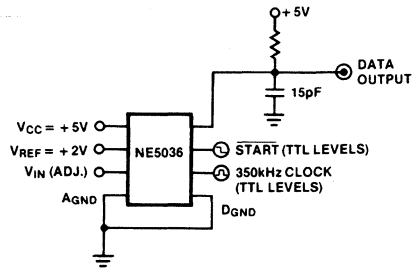 +5V
DATA
OUTPUT
15pF
VCC = +5V
VREF = +2V
VIN (ADJ.)
NE5036
START (TTL LEVELS)
350kHz CLOCK
(TTL LEVELS)
AGND
DGND